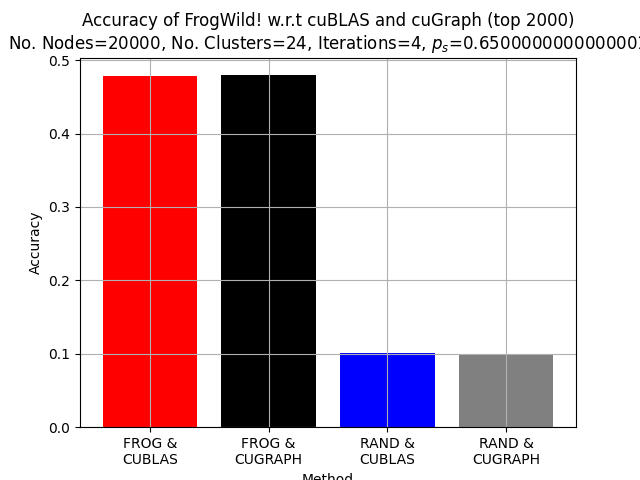 Accuracy of FrogWild! w.r.t cuBLAS and cuGraph (top 2000)
No. Nodes=20000, No. Clusters=24, Iterations=4, pₛ=0.6500000000000001
0.5
0.4
0.3
0.2
0.1
0.0
Accuracy
FROG &
CUBLAS
FROG &
CUGRAPH
RAND &
CUBLAS
RAND &
CUGRAPH
Method